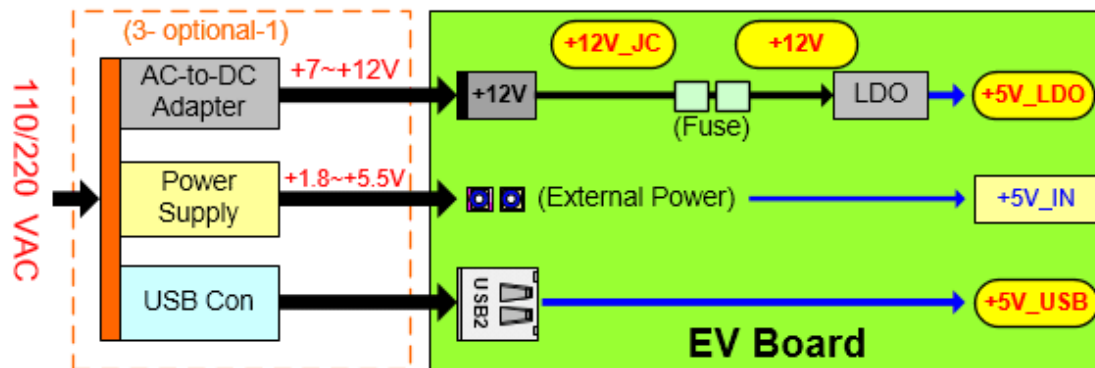 (3- optional-1)
110/220 VAC
AC-to-DC
Adapter
+7~+12V
+12V
+12V_JC
(Fuse)
+12V
LDO
+5V_LDO
Power
Supply
+1.8~+5.5V
(External Power)
+5V_IN
USB Con
USB2
+5V_USB
EV Board